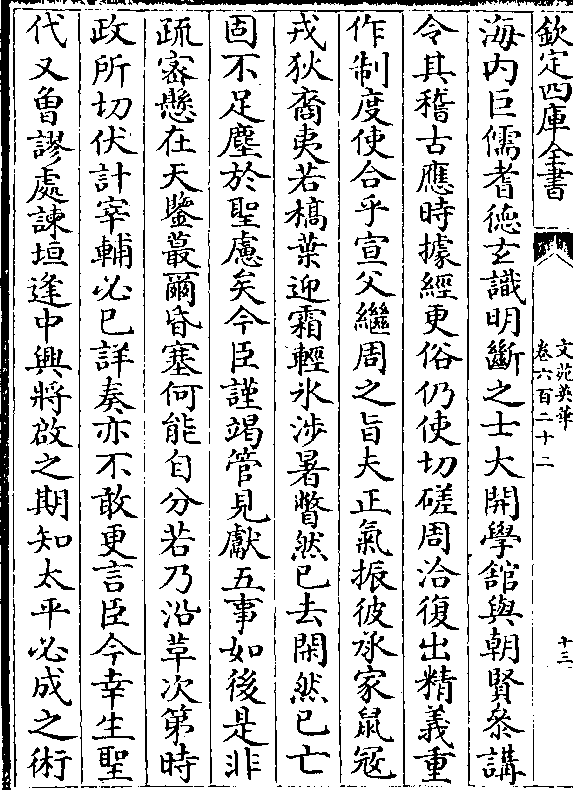 欽定四庫全書
文苑英華
卷六百二十二
十三
海内巨儒耆德玄識明斷之士大開學舘與朝賢叅講
令其稽古應時據經更俗仍使切磋周洽復出精義重
作制度使合乎宣父繼周之旨夫正氣振彼承家鼠冦
戎狄裔夷若槁葉迎霜輕氷渉暑瞥然已去閑然已亡
固不足塵於聖慮矣今臣謹竭管見獻五事如後是非
疏宻懸在天鑒蕞爾昏塞何能自分若乃沿革次第時
政所切伏計宰輔必已詳奏亦不敢更言臣今幸生聖
代又曾謬處諫垣逢中興將啟之期知太平必成之術